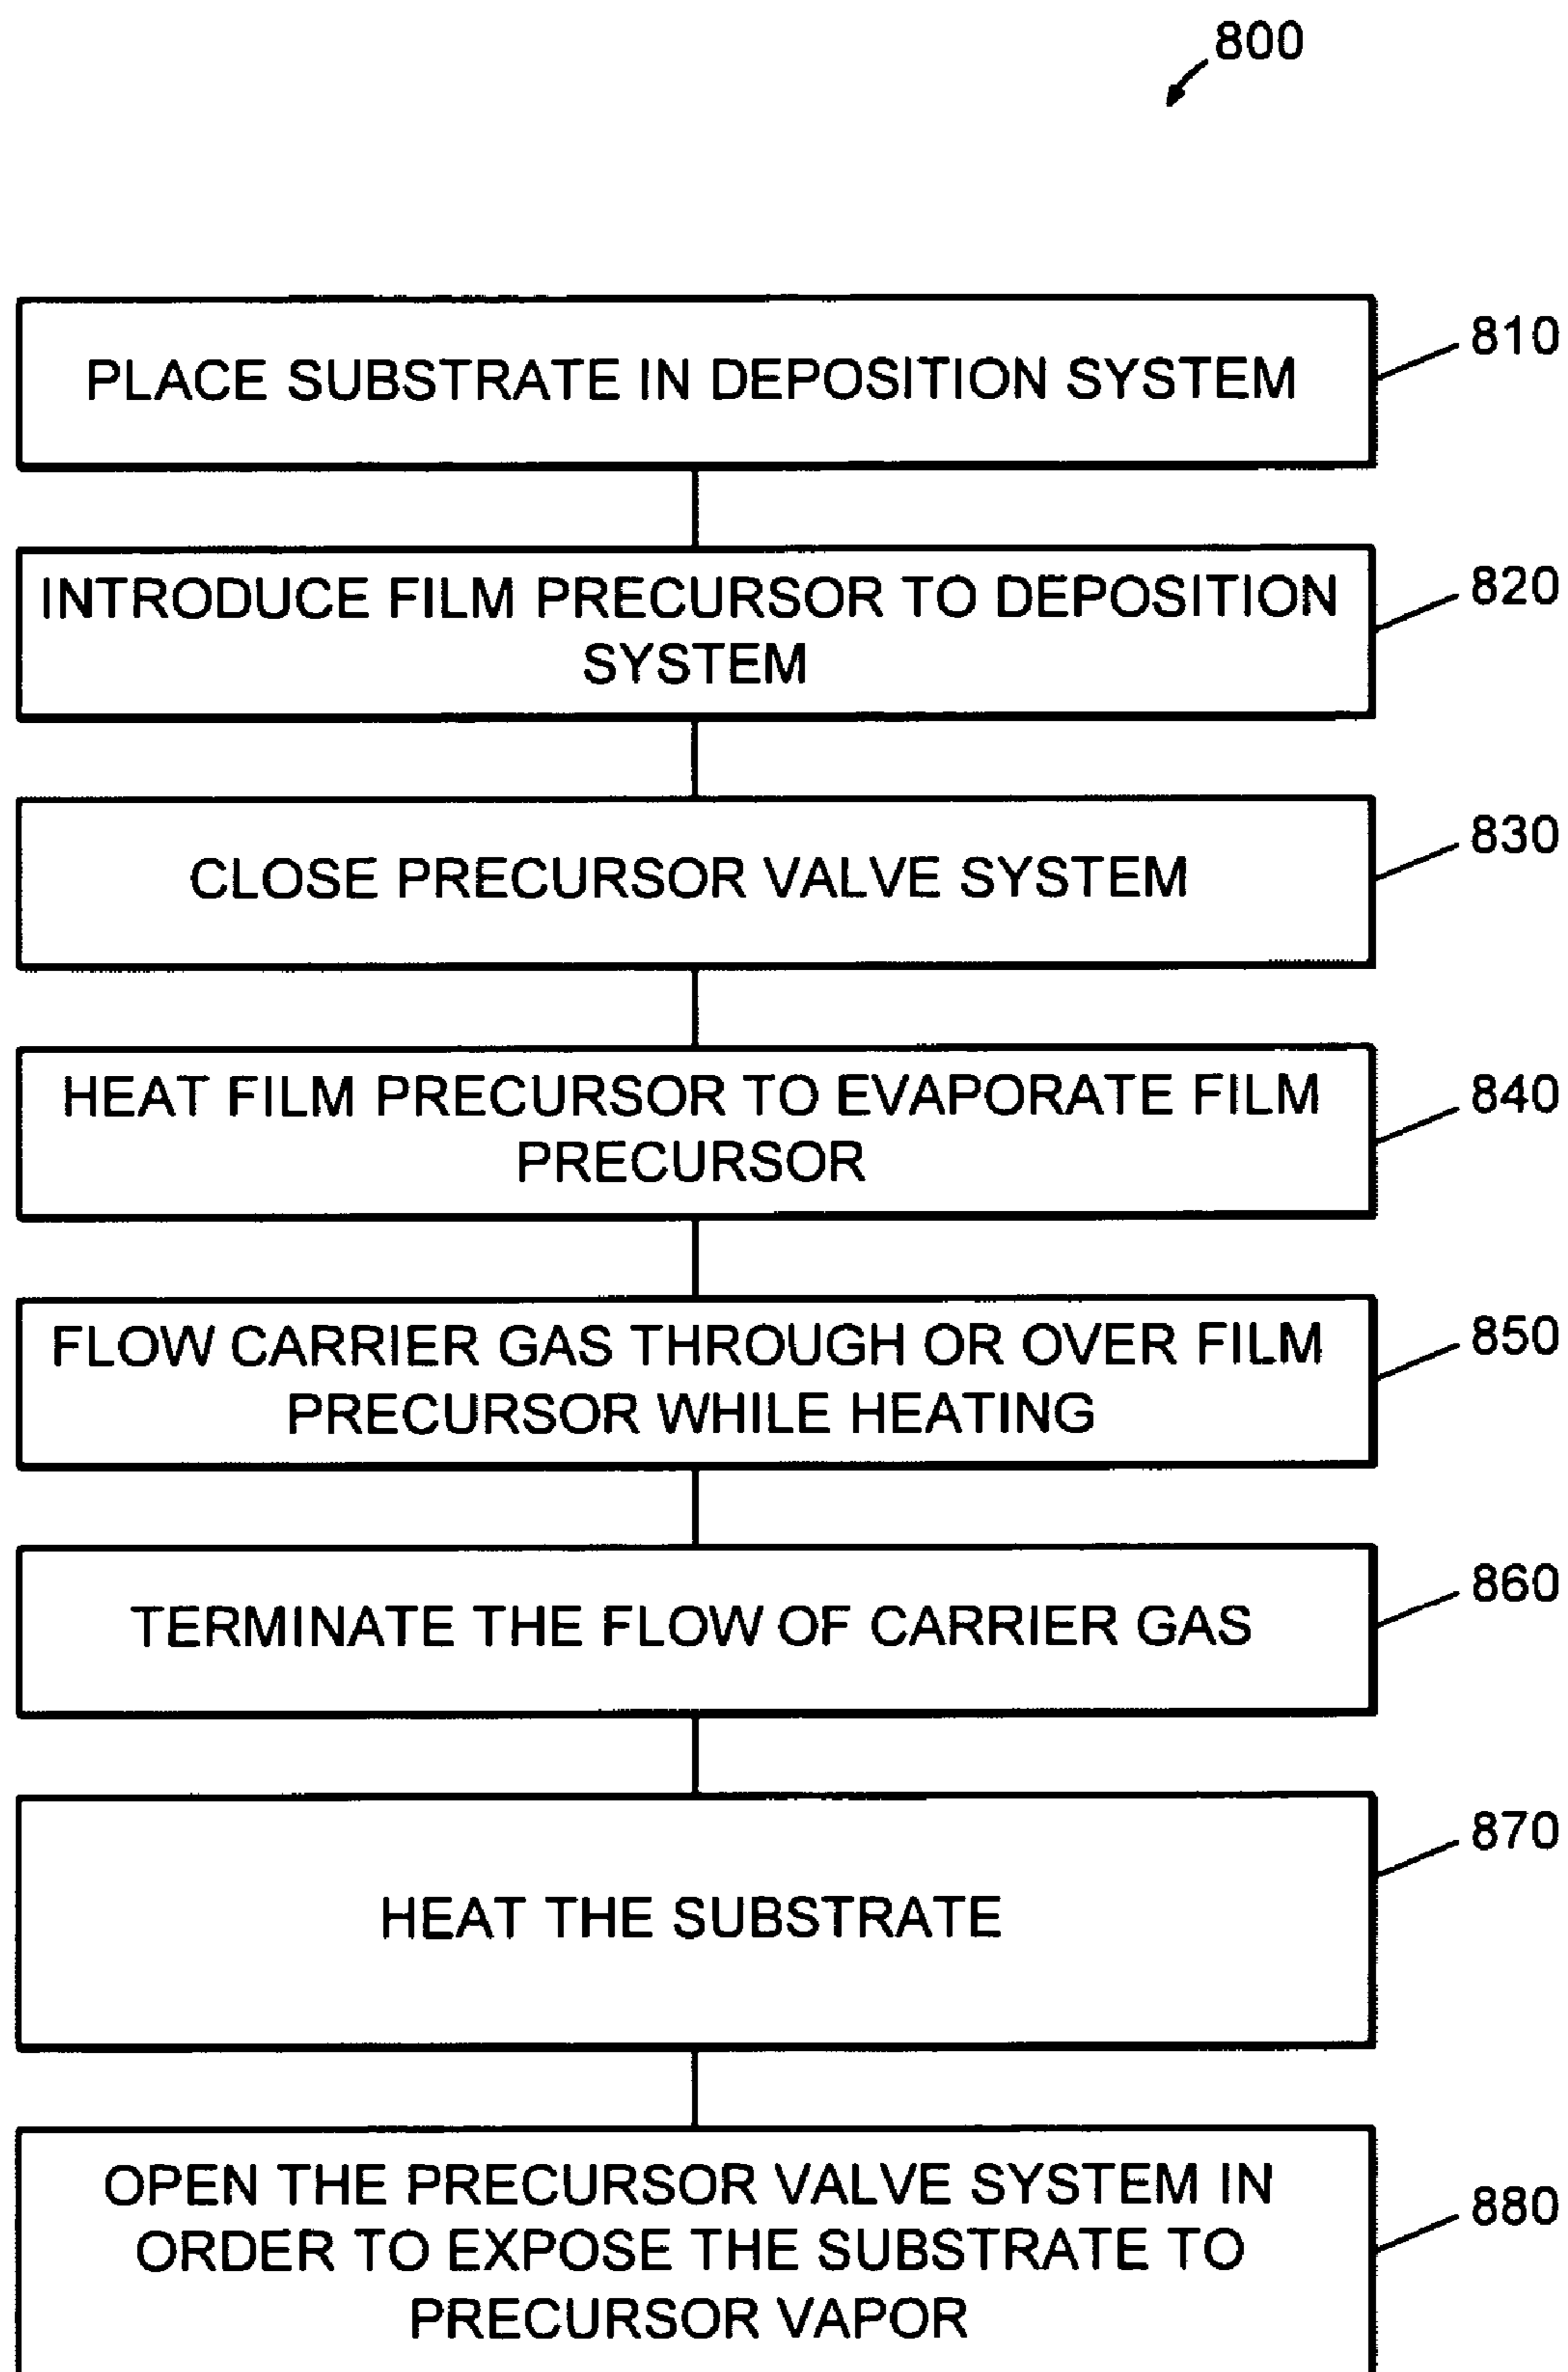 800
PLACE SUBSTRATE IN DEPOSITION SYSTEM
810
INTRODUCE FILM PRECURSOR TO DEPOSITION
SYSTEM
820
CLOSE PRECURSOR VALVE SYSTEM
830
HEAT FILM PRECURSOR TO EVAPORATE FILM
PRECURSOR
840
FLOW CARRIER GAS THROUGH OR OVER FILM
PRECURSOR WHILE HEATING
850
TERMINATE THE FLOW OF CARRIER GAS
860
HEAT THE SUBSTRATE
870
OPEN THE PRECURSOR VALVE SYSTEM IN
ORDER TO EXPOSE THE SUBSTRATE TO
PRECURSOR VAPOR
880